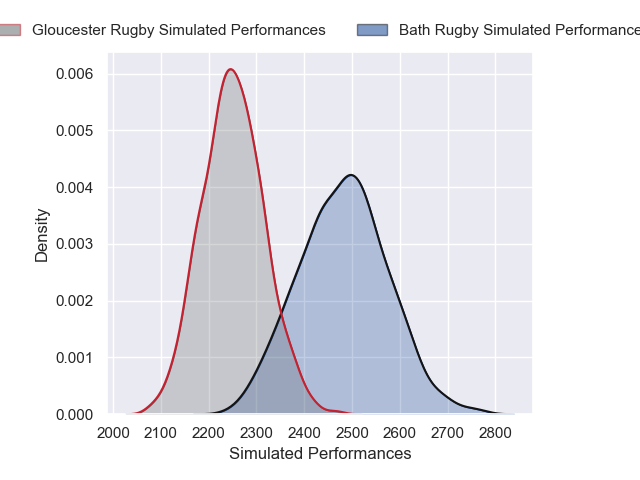 Gloucester Rugby Simulated Performances
Bath Rugby Simulated Performance
0.006
0.005
0.004
0.003
0.002
0.001
0.000
Density
2000 2100 2200 2300 2400 2500 2600 2700 2800
Simulated Performances